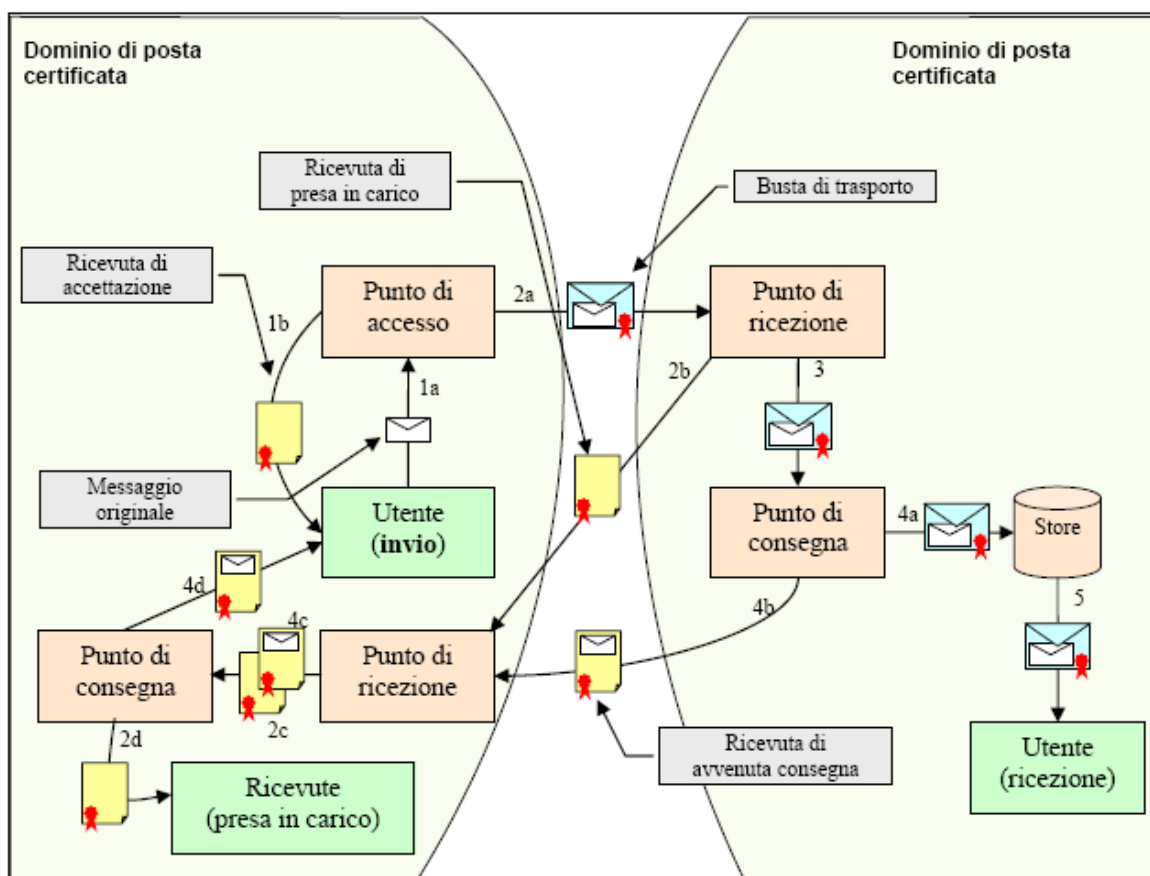 Dominio di posta
certificata
Dominio di posta
certificata
Ricevuta di
presa in carico
Busta di trasporto
Ricevuta di
accettazione
1b
Punto di
accesso
2a
Punto di
ricezione
2b
3
1a
Messaggio
originale
Utente
(invio)
Punto di
consegna
4a
Store
4d
4b
5
4c
Punto di
consegna
Punto di
ricezione
2c
2d
Ricevuta di
avvenuta consegna
Utente
(ricezione)
Ricevute
(presa in carico)